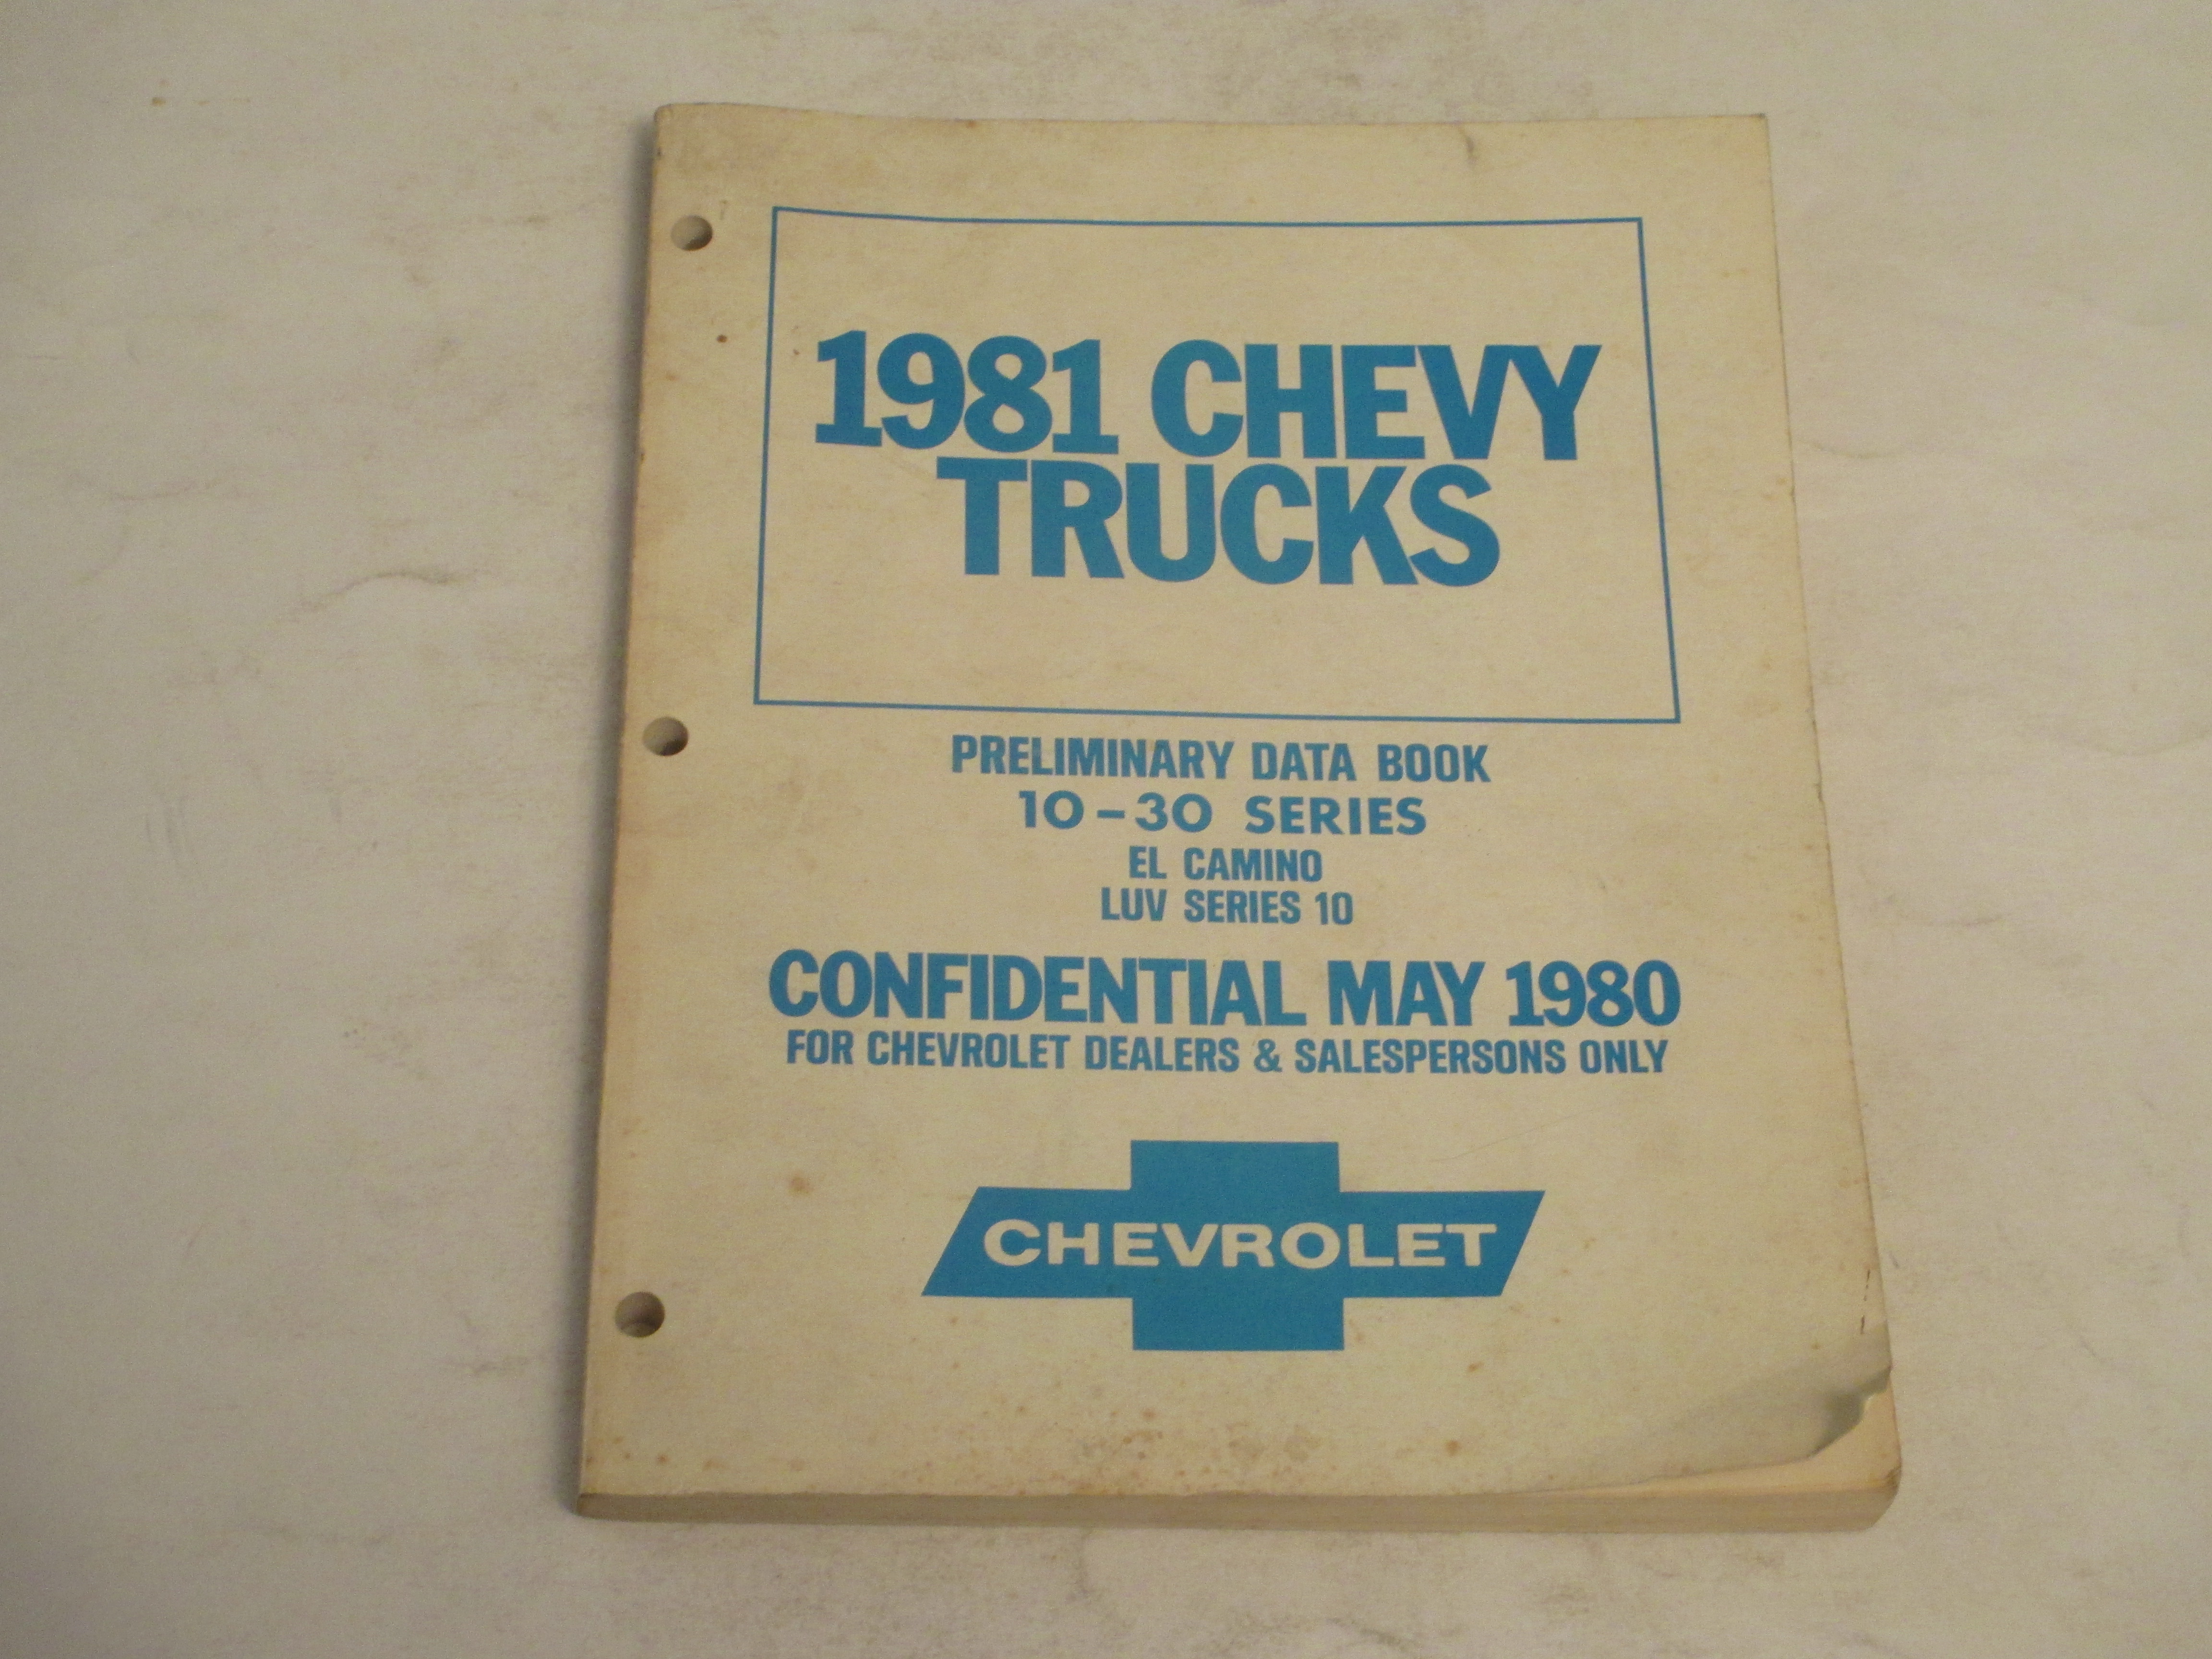 1981 CHEVY
TRUCKS
PRELIMINARY DATA BOOK
10-30 SERIES
EL CAMINO
LUV SERIES 10
CONFIDENTIAL MAY 1980
FOR CHEVROLET DEALERS & SALESPERSONS ONLY
CHEVROLET